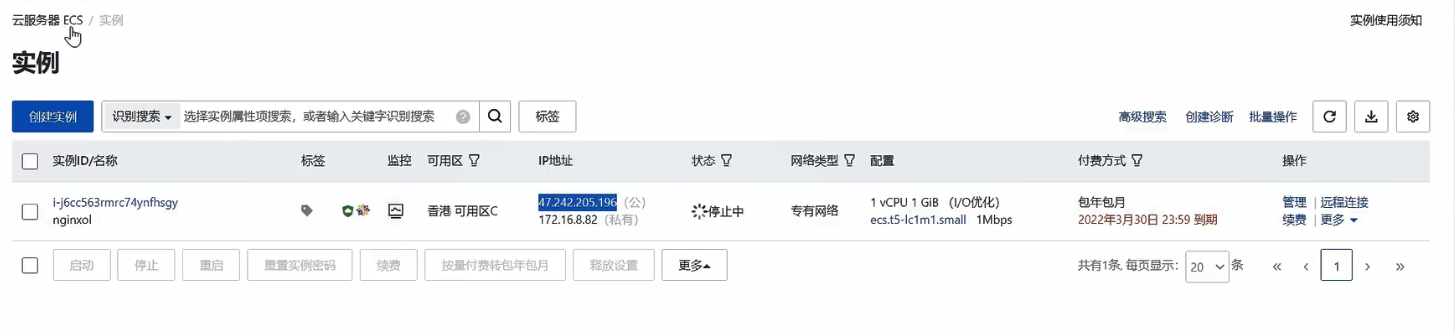 云服务器 ECS / 实例
实例使用须知
实例
创建实例 识别搜索 选择实例属性项搜索，或者输入关键字识别搜索 ? 标签 高级搜索 创建诊断 批量操作
实例ID/名称 标签 监控 可用区 IP地址 状态 网络类型 配置 付费方式 操作
i-j6cc563rmrc74ynfhsgy
nginxol
香港 可用区C
47.242.205.196（公）
172.16.8.82（私有）
停止中
专有网络
1 vCPU 1 GiB （I/O优化）
ecs.t5-lc1m1.small 1Mbps
包年包月
2022年3月30日 23:59 到期
管理 | 远程连接
续费 | 更多
启动 停止 重启 重置实例密码 续费 按量付费转包年包月 释放设置 更多 共有1条, 每页显示: 20 条 « ‹ 1 › »